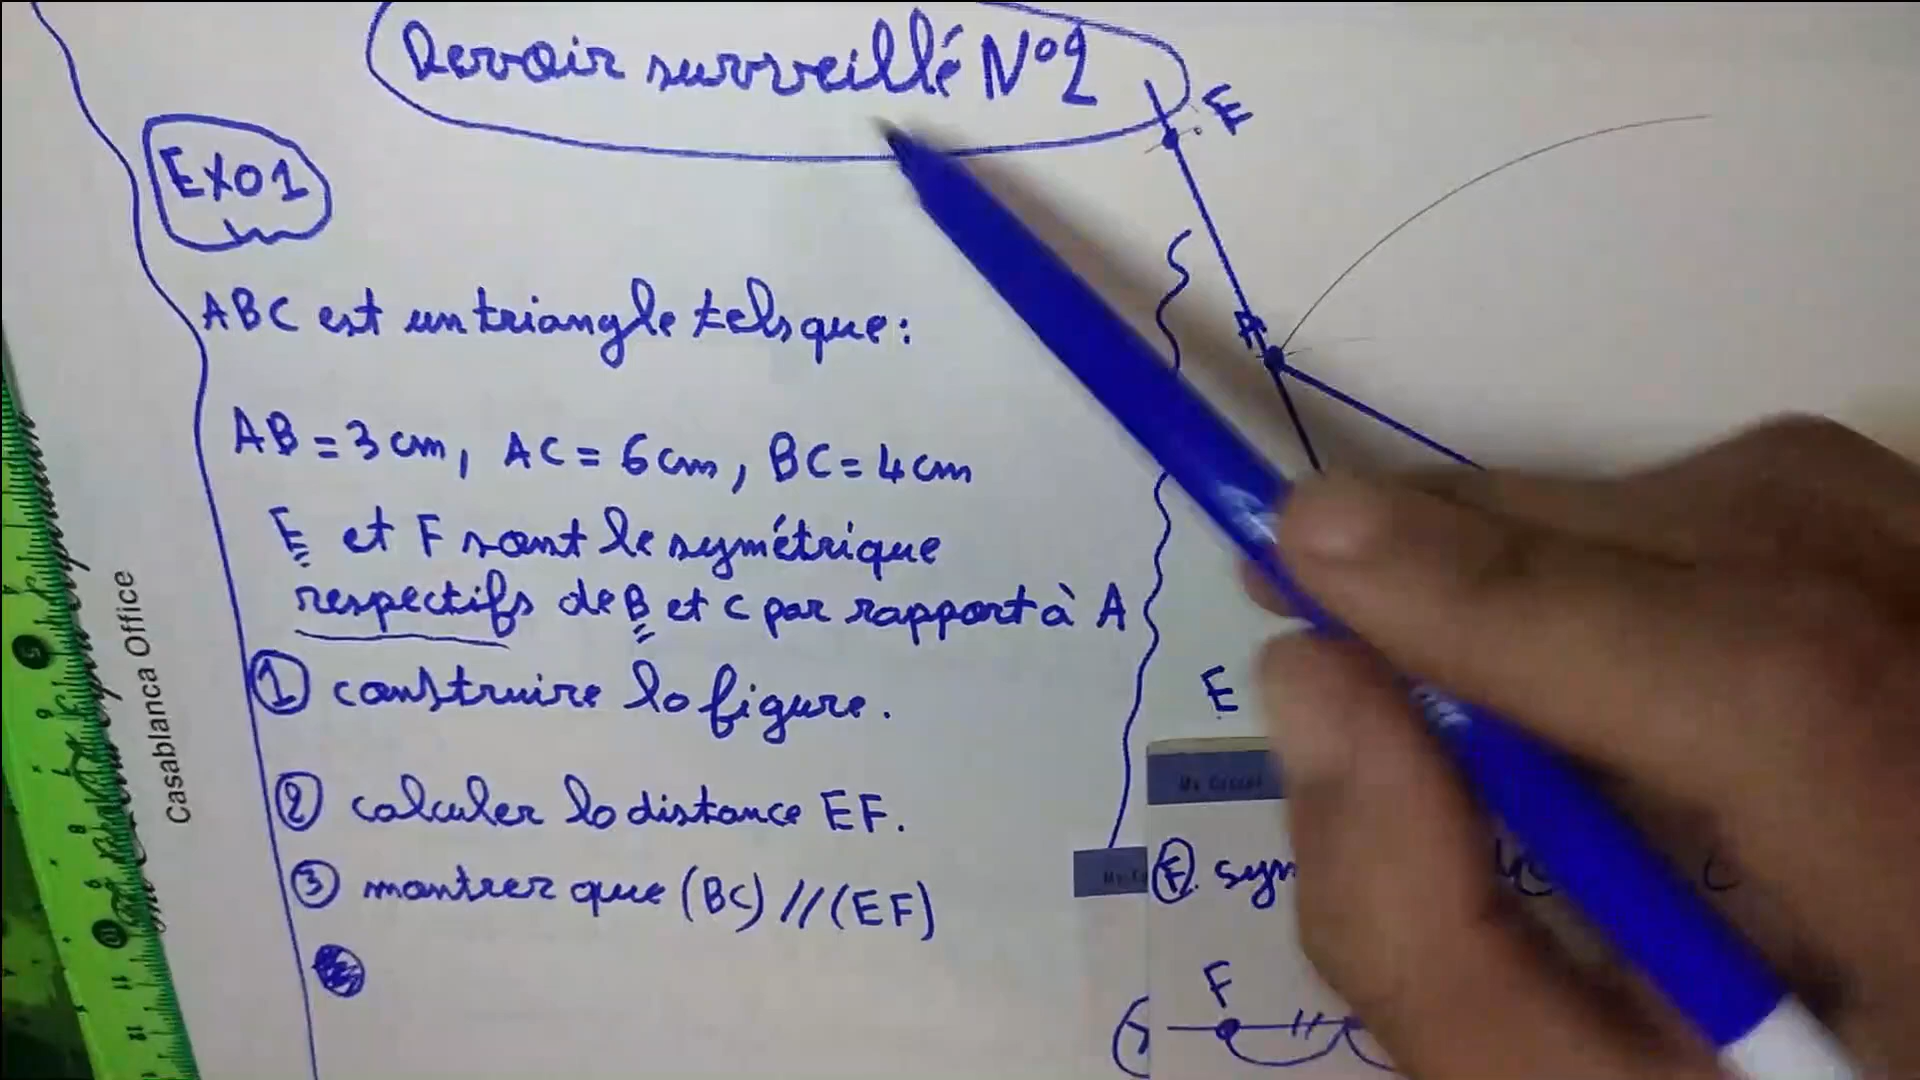 Devoir surveillé N°2
EX01
ABC est un triangle tels que :
AB = 3 cm, AC = 6 cm, BC = 4 cm
E et F sont le symétrique
respectifs de B et C par rapport à A
① construire la figure.
② calculer la distance EF.
③ montrer que (BC) // (EF)
E
A
E
F sym
F
Casablanca Office